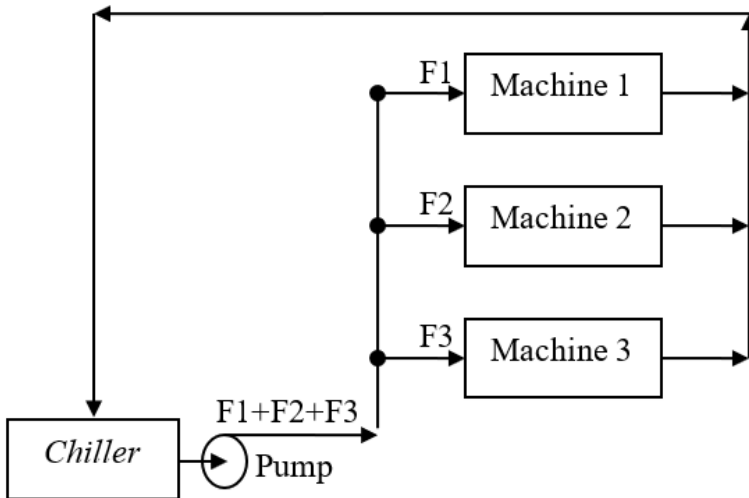 F1
Machine 1
F2
Machine 2
F3
Machine 3
F1+F2+F3
Chiller
Pump